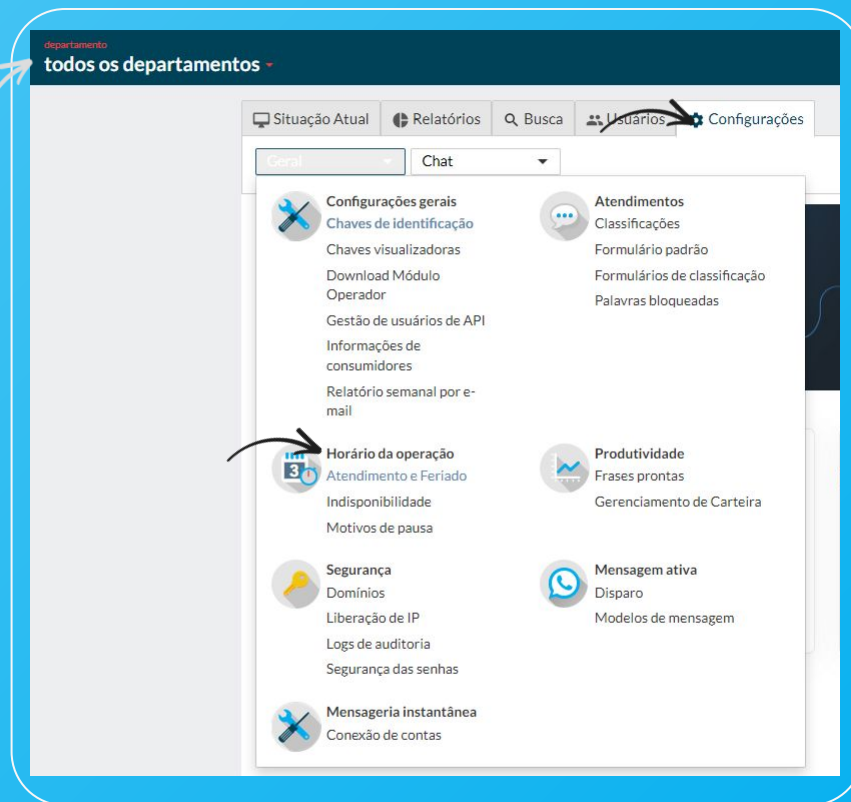 departamento
todos os departamentos
Situação Atual
Relatórios
Busca
Usuários
Configurações
Geral
Chat
Configurações gerais
Chaves de identificação
Chaves visualizadoras
Download Módulo
Operador
Gestão de usuários de API
Informações de
consumidores
Relatório semanal por e-
mail
Atendimentos
Classificações
Formulário padrão
Formulários de classificação
Palavras bloqueadas
Horário da operação
3
Atendimento e Feriado
Indisponibilidade
Motivos de pausa
Produtividade
Frases prontas
Gerenciamento de Carteira
Segurança
Domínios
Liberação de IP
Logs de auditoria
Segurança das senhas
Mensagem ativa
Disparo
Modelos de mensagem
Mensageria instantânea
Conexão de contas